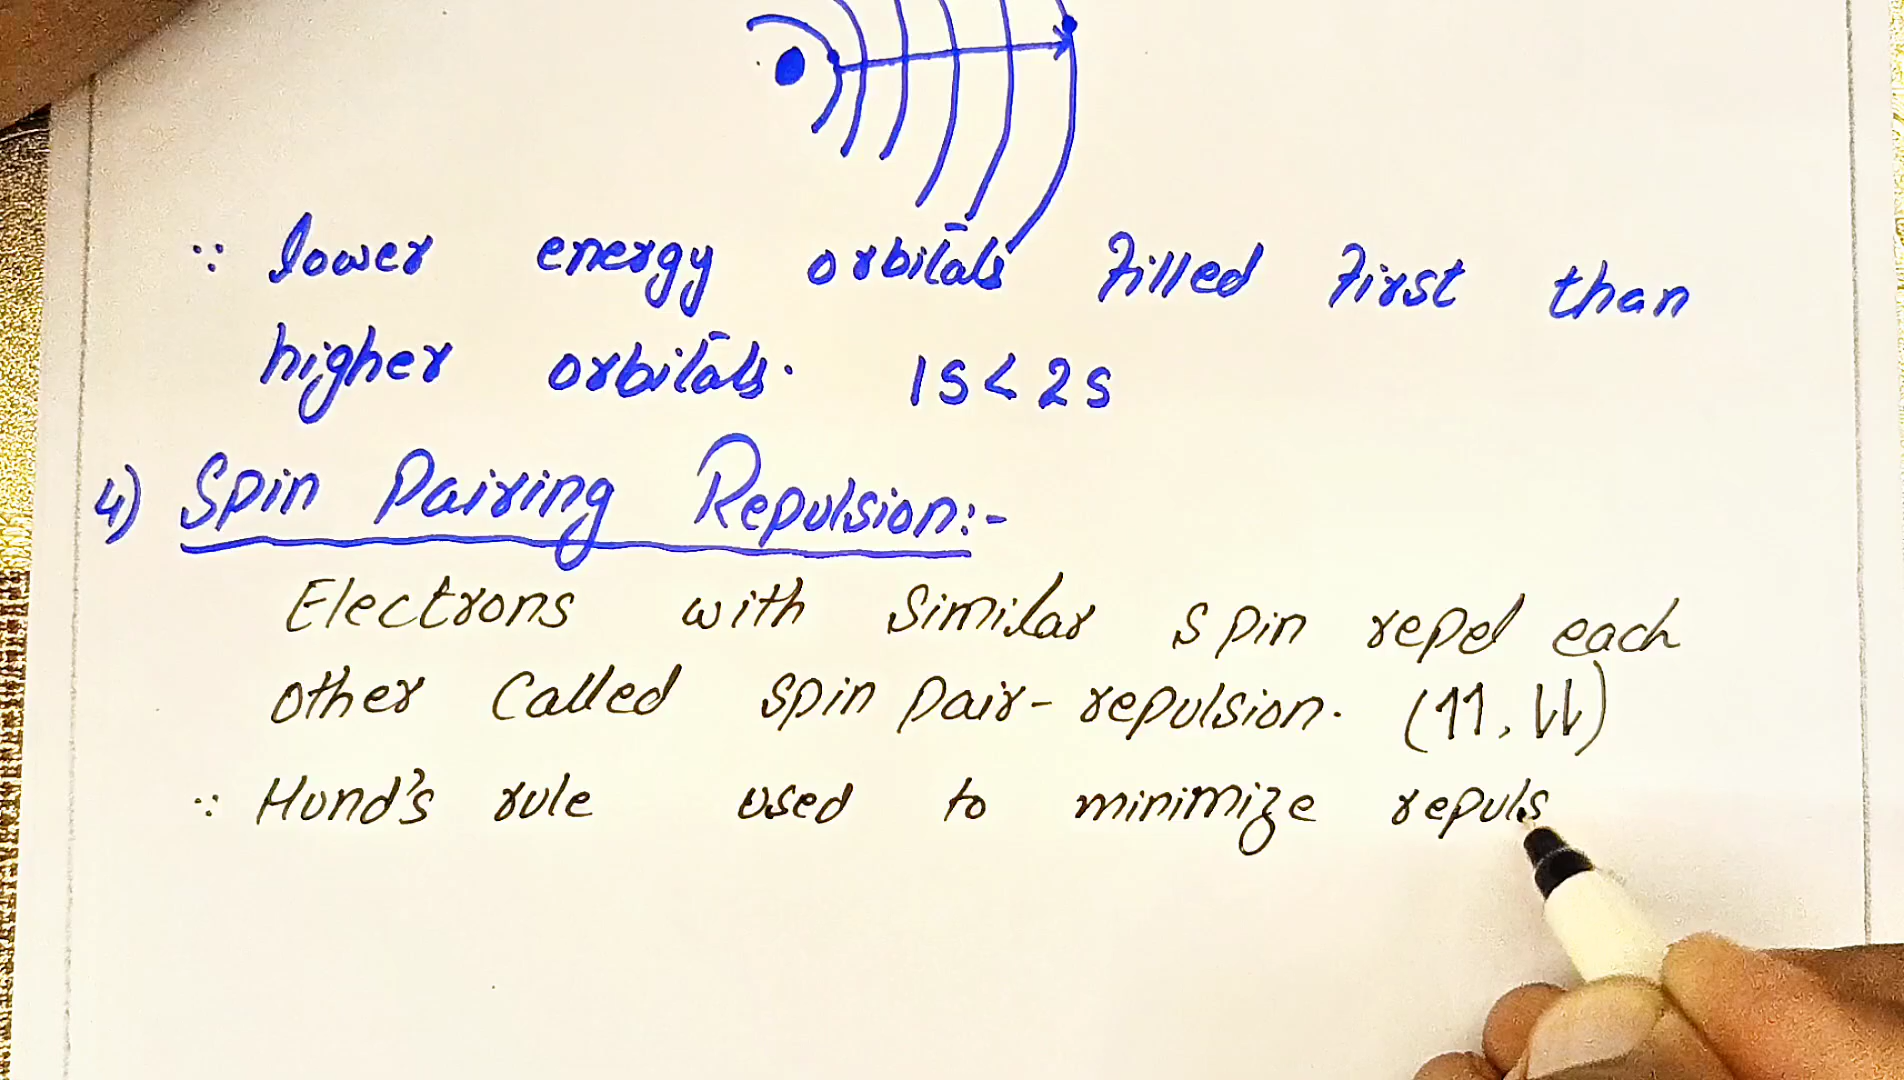 ∵ lower energy orbitals filled first than
higher orbitals. 1s < 2s
4) Spin Pairing Repulsion:-
Electrons with similar spin repel each
other called spin pair-repulsion. (↑↑, ↓↓)
∵ Hund's rule used to minimize repuls